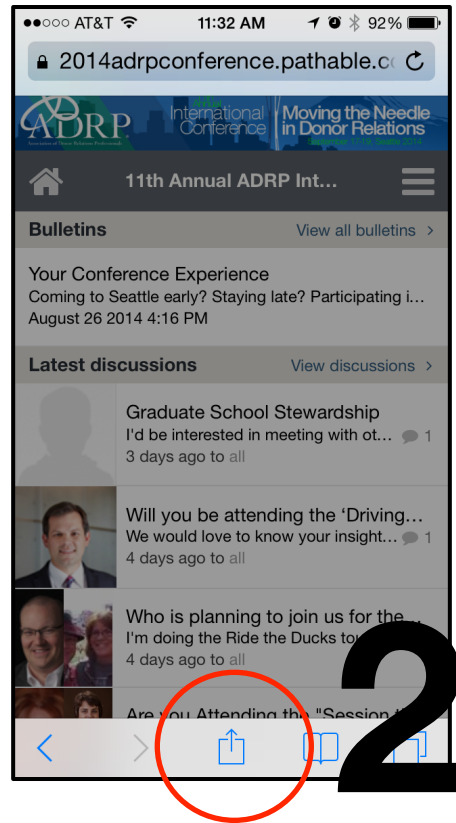 AT&T 11:32 AM 92%
2014adrpconference.pathable.c
ADRP International Conference Moving the Needle in Donor Relations
Association of Donor Relations Professionals
11th Annual ADRP Int...
Bulletins View all bulletins >
Your Conference Experience
Coming to Seattle early? Staying late? Participating i...
August 26 2014 4:16 PM
Latest discussions View discussions >
Graduate School Stewardship
I'd be interested in meeting with ot... 1
3 days ago to all
Will you be attending the ‘Driving...
We would love to know your insight... 1
4 days ago to all
Who is planning to join us for the...
I'm doing the Ride the Ducks tou
4 days ago to all
Are you Attending the "Session
2